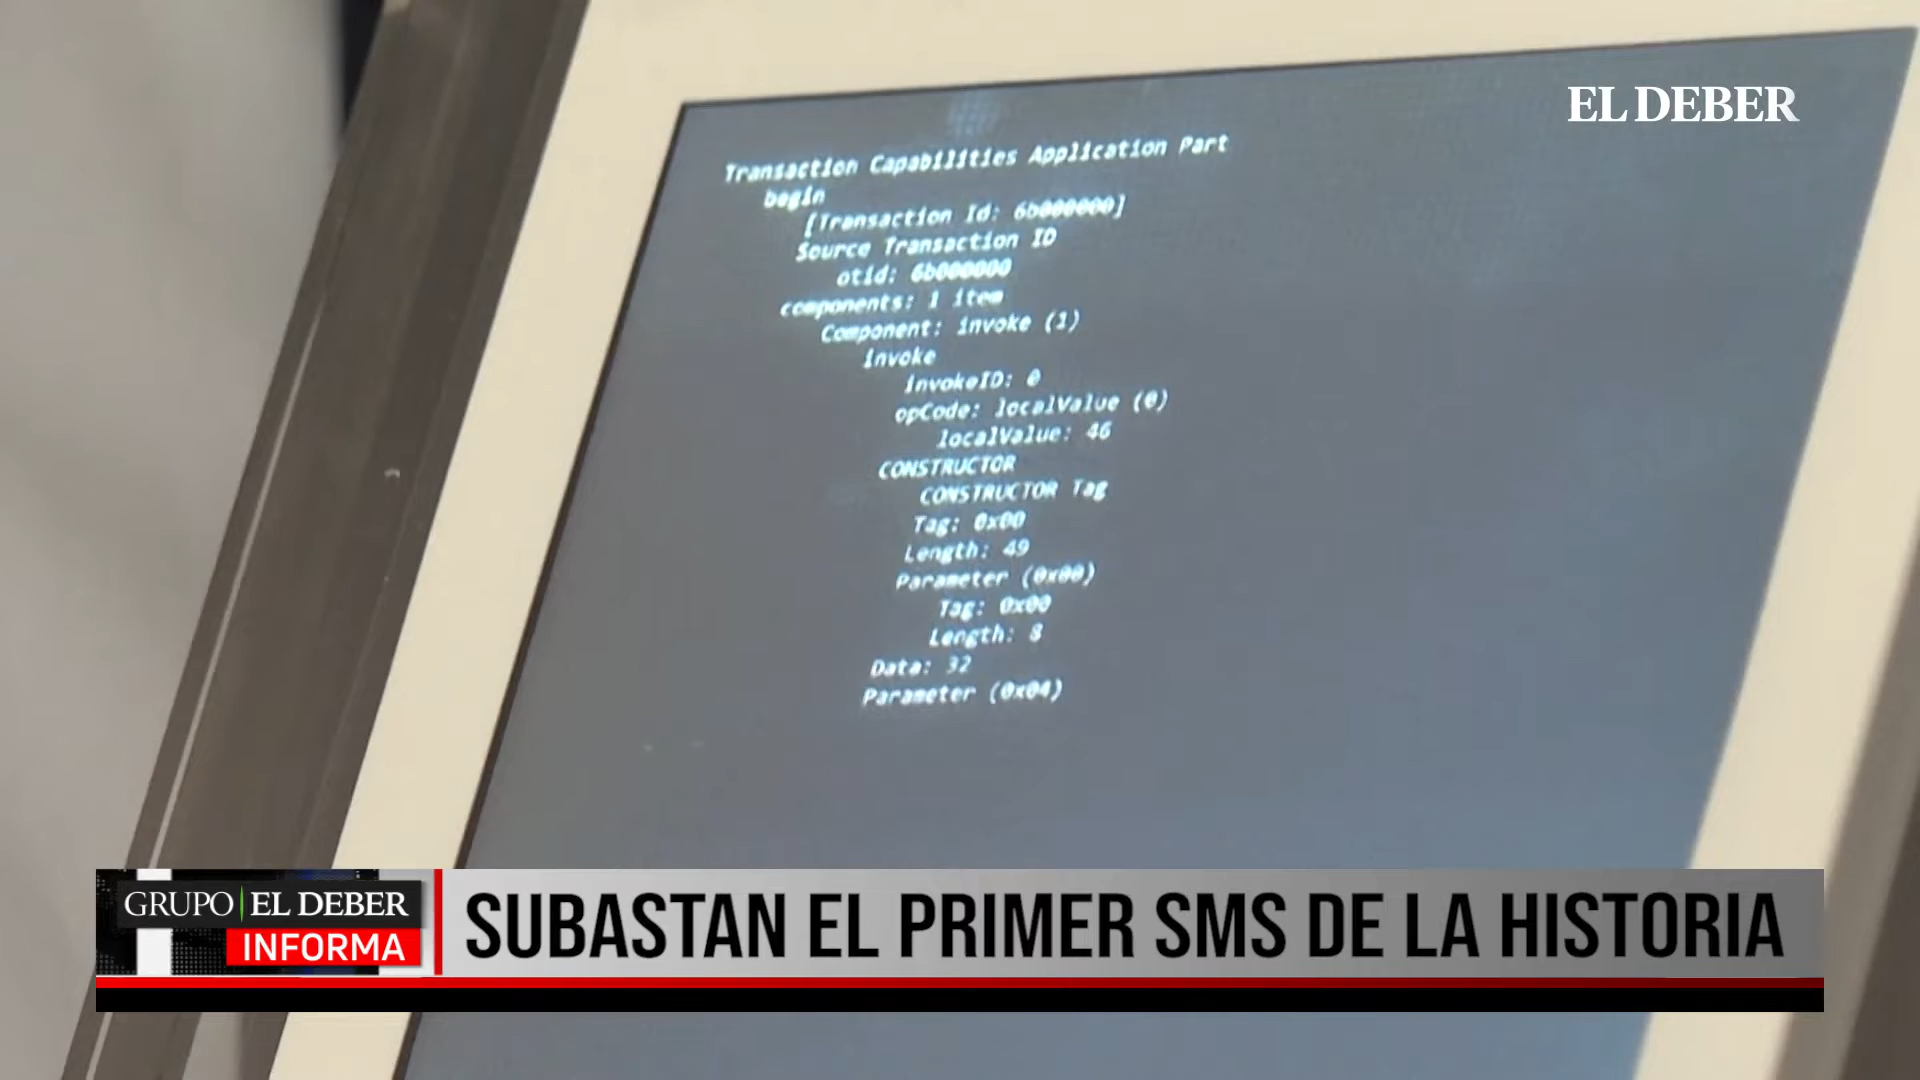 EL DEBER
Transaction Capabilities Application Part
begin
[Transaction Id: 6b000000]
Source Transaction ID
otid: 6b000000
components: 1 item
Component: invoke (1)
invoke
invokeID: 0
opCode: localValue (0)
localValue: 46
CONSTRUCTOR
CONSTRUCTOR Tag
Tag: 0x00
Length: 49
Parameter (0x00)
Tag: 0x00
Length: 8
Data: 32
Parameter (0x04)
GRUPO EL DEBER
INFORMA
SUBASTAN EL PRIMER SMS DE LA HISTORIA